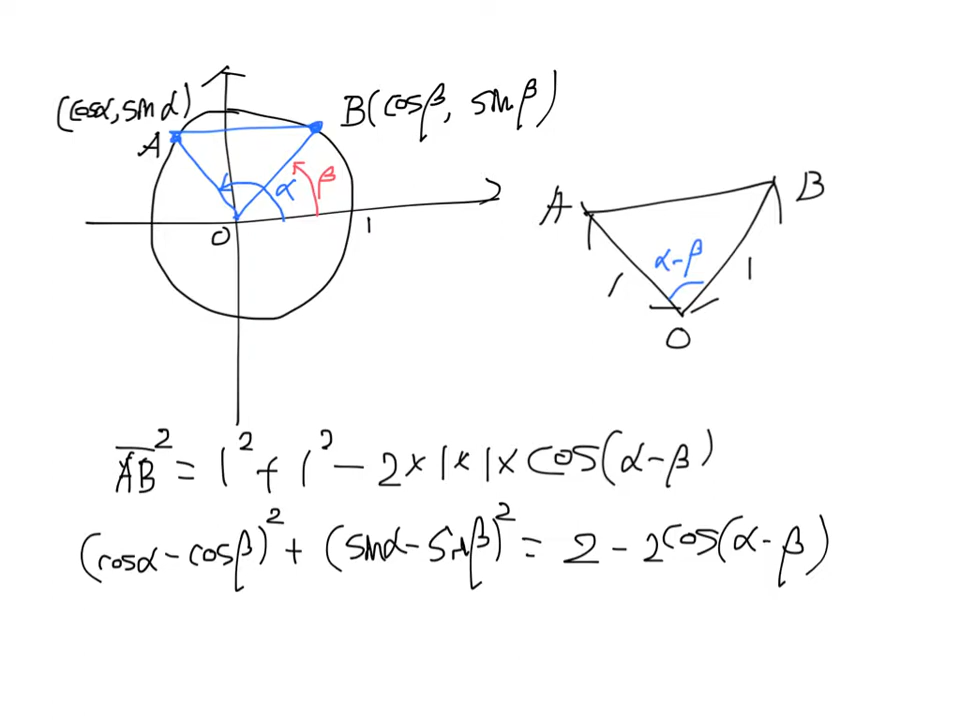 (cosα, sinα)
A
B(cosβ, sinβ)
α
β
O
1
A
B
α-β
1
1
O
AB² = 1² + 1² - 2×1×1×cos(α-β)
(cosα-cosβ)² + (sinα-sinβ)² = 2 - 2cos(α-β)